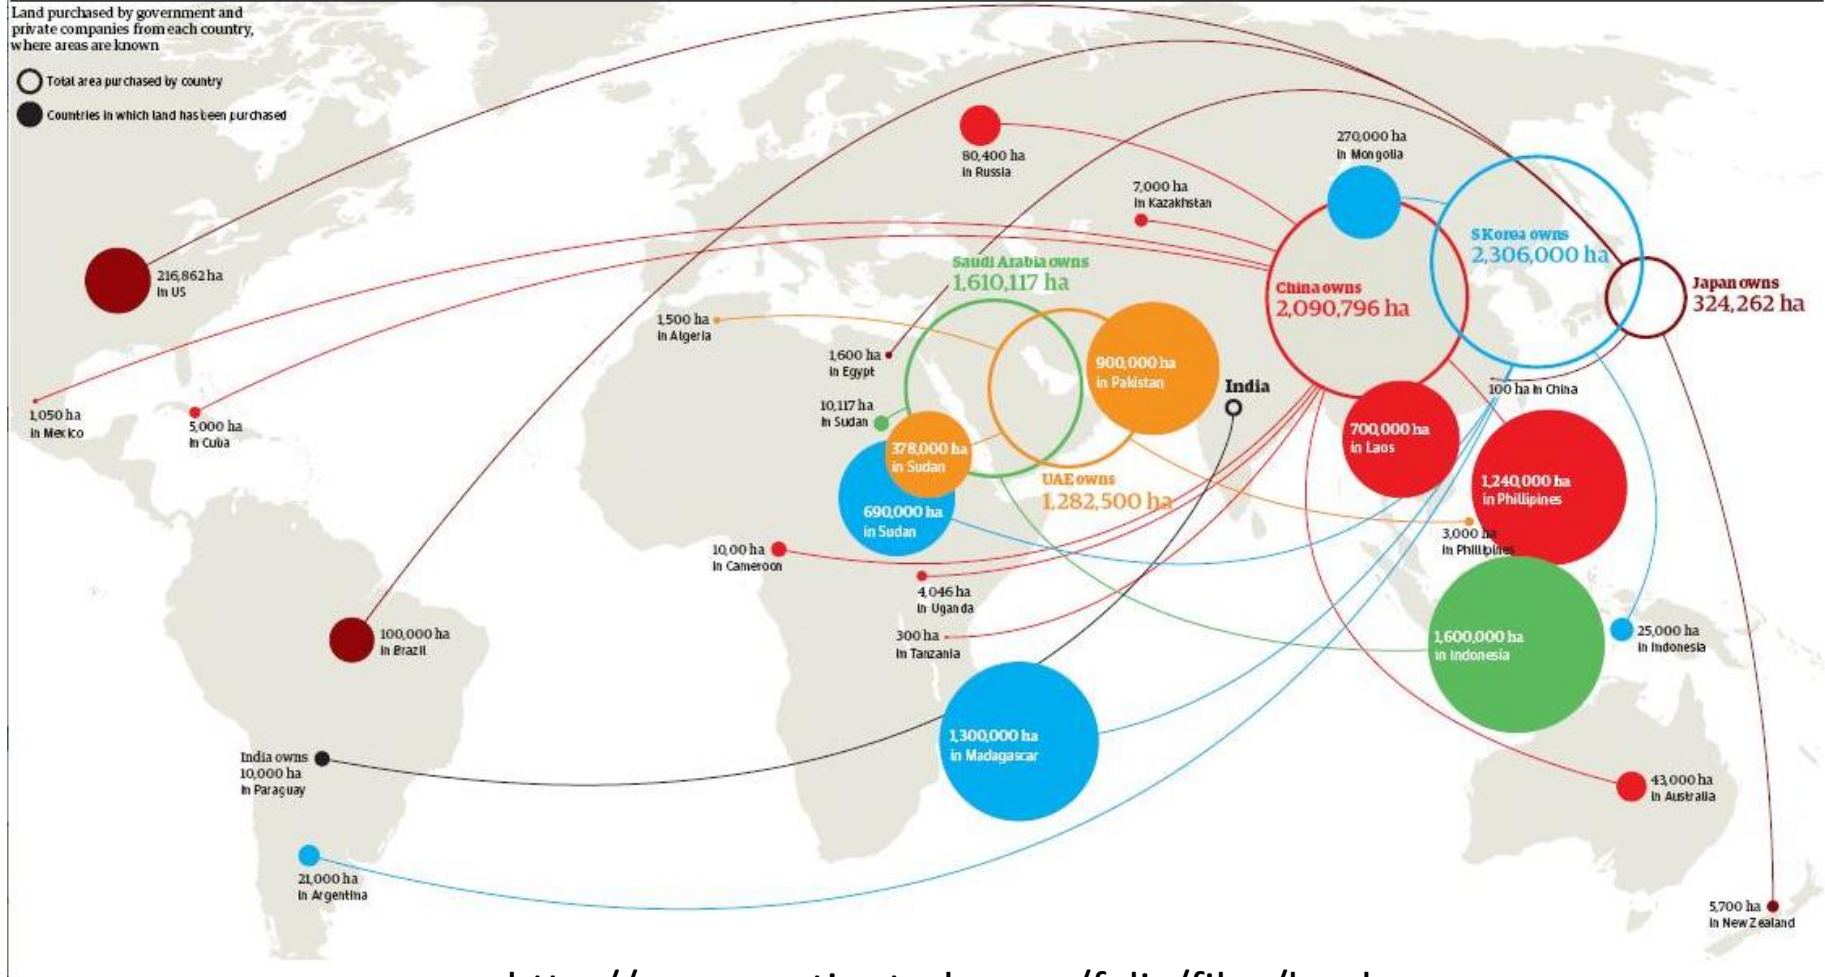 Land purchased by government and
private companies from each country,
where areas are known
Total area purchased by country
Countries in which land has been purchased
80,400 ha
in Russia
270,000 ha
in Mongolia
7,000 ha
in Kazakhstan
S Korea owns
2,306,000 ha
216,862 ha
in US
Saudi Arabia owns
1,610,117 ha
China owns
2,090,796 ha
Japan owns
324,262 ha
1,500 ha
in Algeria
1,600 ha
in Egypt
900,000 ha
in Pakistan
India
100 ha in China
1,050 ha
in Mexico
5,000 ha
in Cuba
10,117 ha
in Sudan
378,000 ha
in Sudan
700,000 ha
in Laos
UAE owns
1,282,500 ha
1,240,000 ha
in Phillipines
690,000 ha
in Sudan
3,000 ha
in Phillipines
10,00 ha
in Cameroon
4,046 ha
in Uganda
300 ha
in Tanzania
100,000 ha
in Brazil
1,600,000 ha
in Indonesia
25,000 ha
in Indonesia
1,300,000 ha
in Madagascar
India owns
10,000 ha
in Paraguay
43,000 ha
in Australia
21,000 ha
in Argentina
5,700 ha
in New Zealand